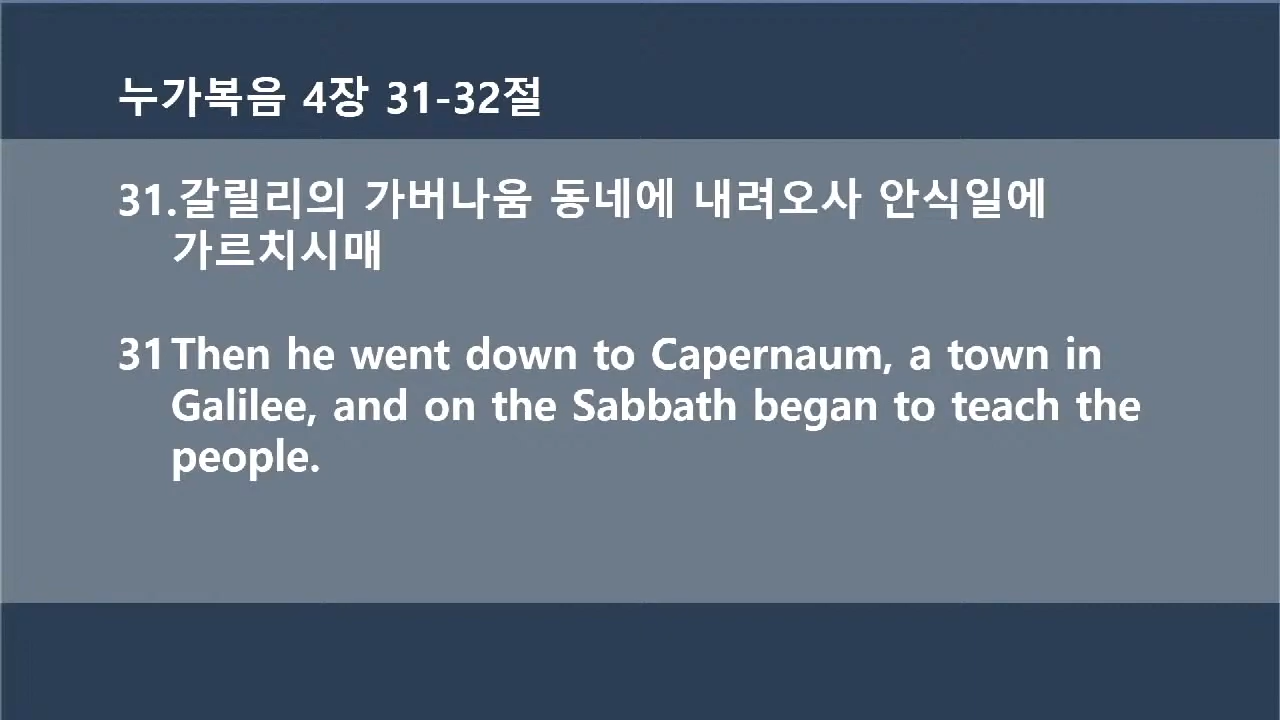 누가복음 4장 31-32절
31.갈릴리의 가버나움 동네에 내려오사 안식일에
가르치시매
31 Then he went down to Capernaum, a town in
Galilee, and on the Sabbath began to teach the
people.